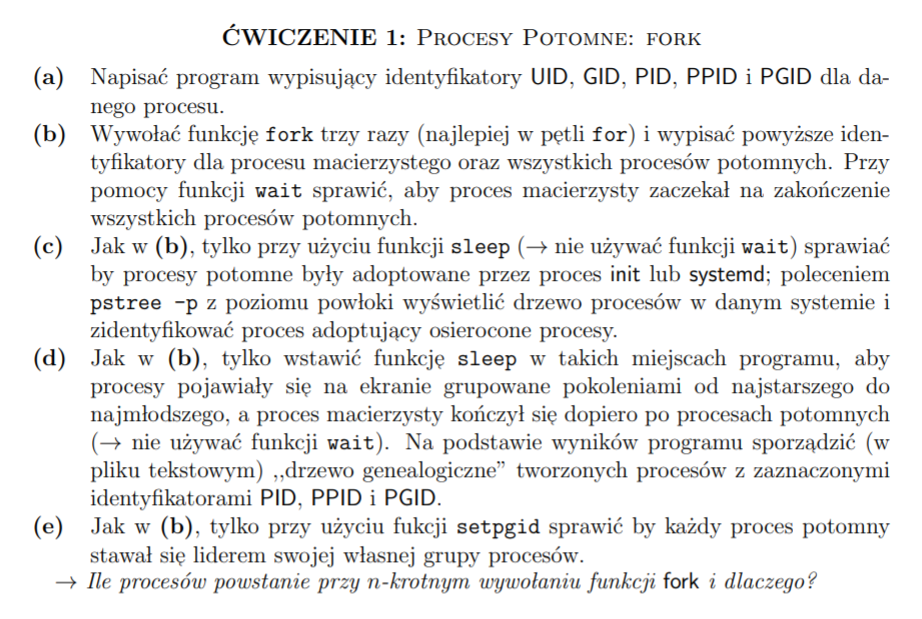 ĆWICZENIE 1: PROCESY POTOMNE: FORK
(a) Napisać program wypisujący identyfikatory UID, GID, PID, PPID i PGID dla da-
nego procesu.
(b) Wywołać funkcję fork trzy razy (najlepiej w pętli for) i wypisać powyższe iden-
tyfikatory dla procesu macierzystego oraz wszystkich procesów potomnych. Przy
pomocy funkcji wait sprawić, aby proces macierzysty zaczekał na zakończenie
wszystkich procesów potomnych.
(c) Jak w (b), tylko przy użyciu funkcji sleep (→ nie używać funkcji wait) sprawiać
by procesy potomne były adoptowane przez proces init lub systemd; poleceniem
pstree -p z poziomu powłoki wyświetlić drzewo procesów w danym systemie i
zidentyfikować proces adoptujący osierocone procesy.
(d) Jak w (b), tylko wstawić funkcję sleep w takich miejscach programu, aby
procesy pojawiały się na ekranie grupowane pokoleniami od najstarszego do
najmłodszego, a proces macierzysty kończył się dopiero po procesach potomnych
(→ nie używać funkcji wait). Na podstawie wyników programu sporządzić (w
pliku tekstowym) ,,drzewo genealogiczne” tworzonych procesów z zaznaczonymi
identyfikatorami PID, PPID i PGID.
(e) Jak w (b), tylko przy użyciu fukcji setpgid sprawić by każdy proces potomny
stawał się liderem swojej własnej grupy procesów.
→ Ile procesów powstanie przy n-krotnym wywołaniu funkcji fork i dlaczego?